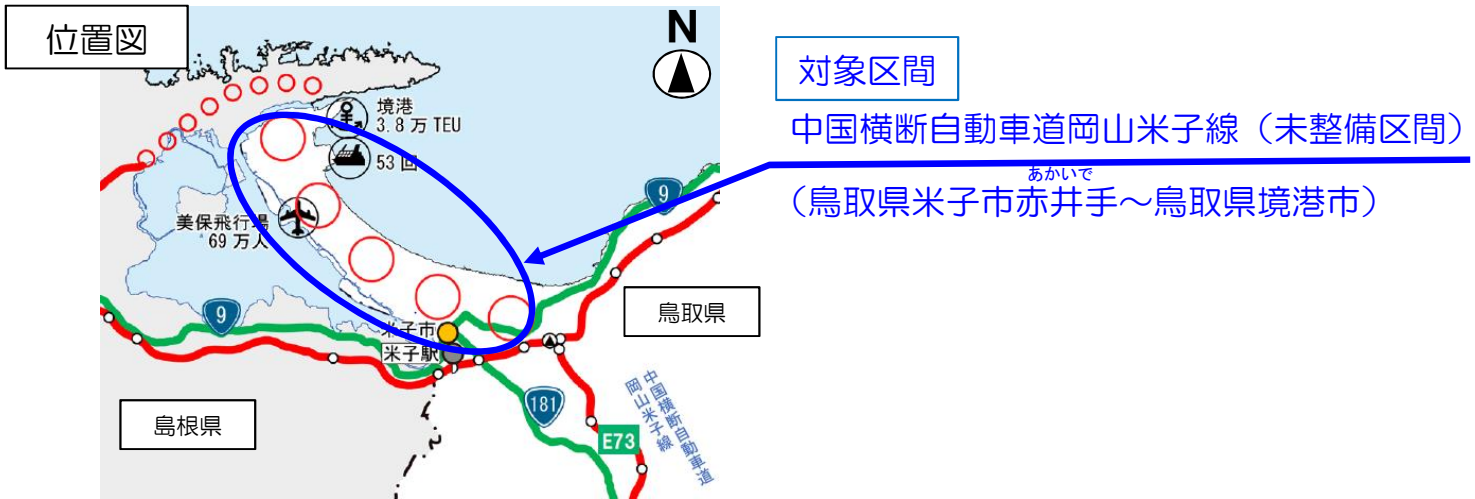 位置図
N
対象区間
中国横断自動車道岡山米子線（未整備区間）
あかいで
（鳥取県米子市赤井手～鳥取県境港市）
境港
3.8万TEU
53回
美保飛行場
69万人
9
9
米子市
米子駅
鳥取県
島根県
181
E73
中国横断自動車道
岡山米子線